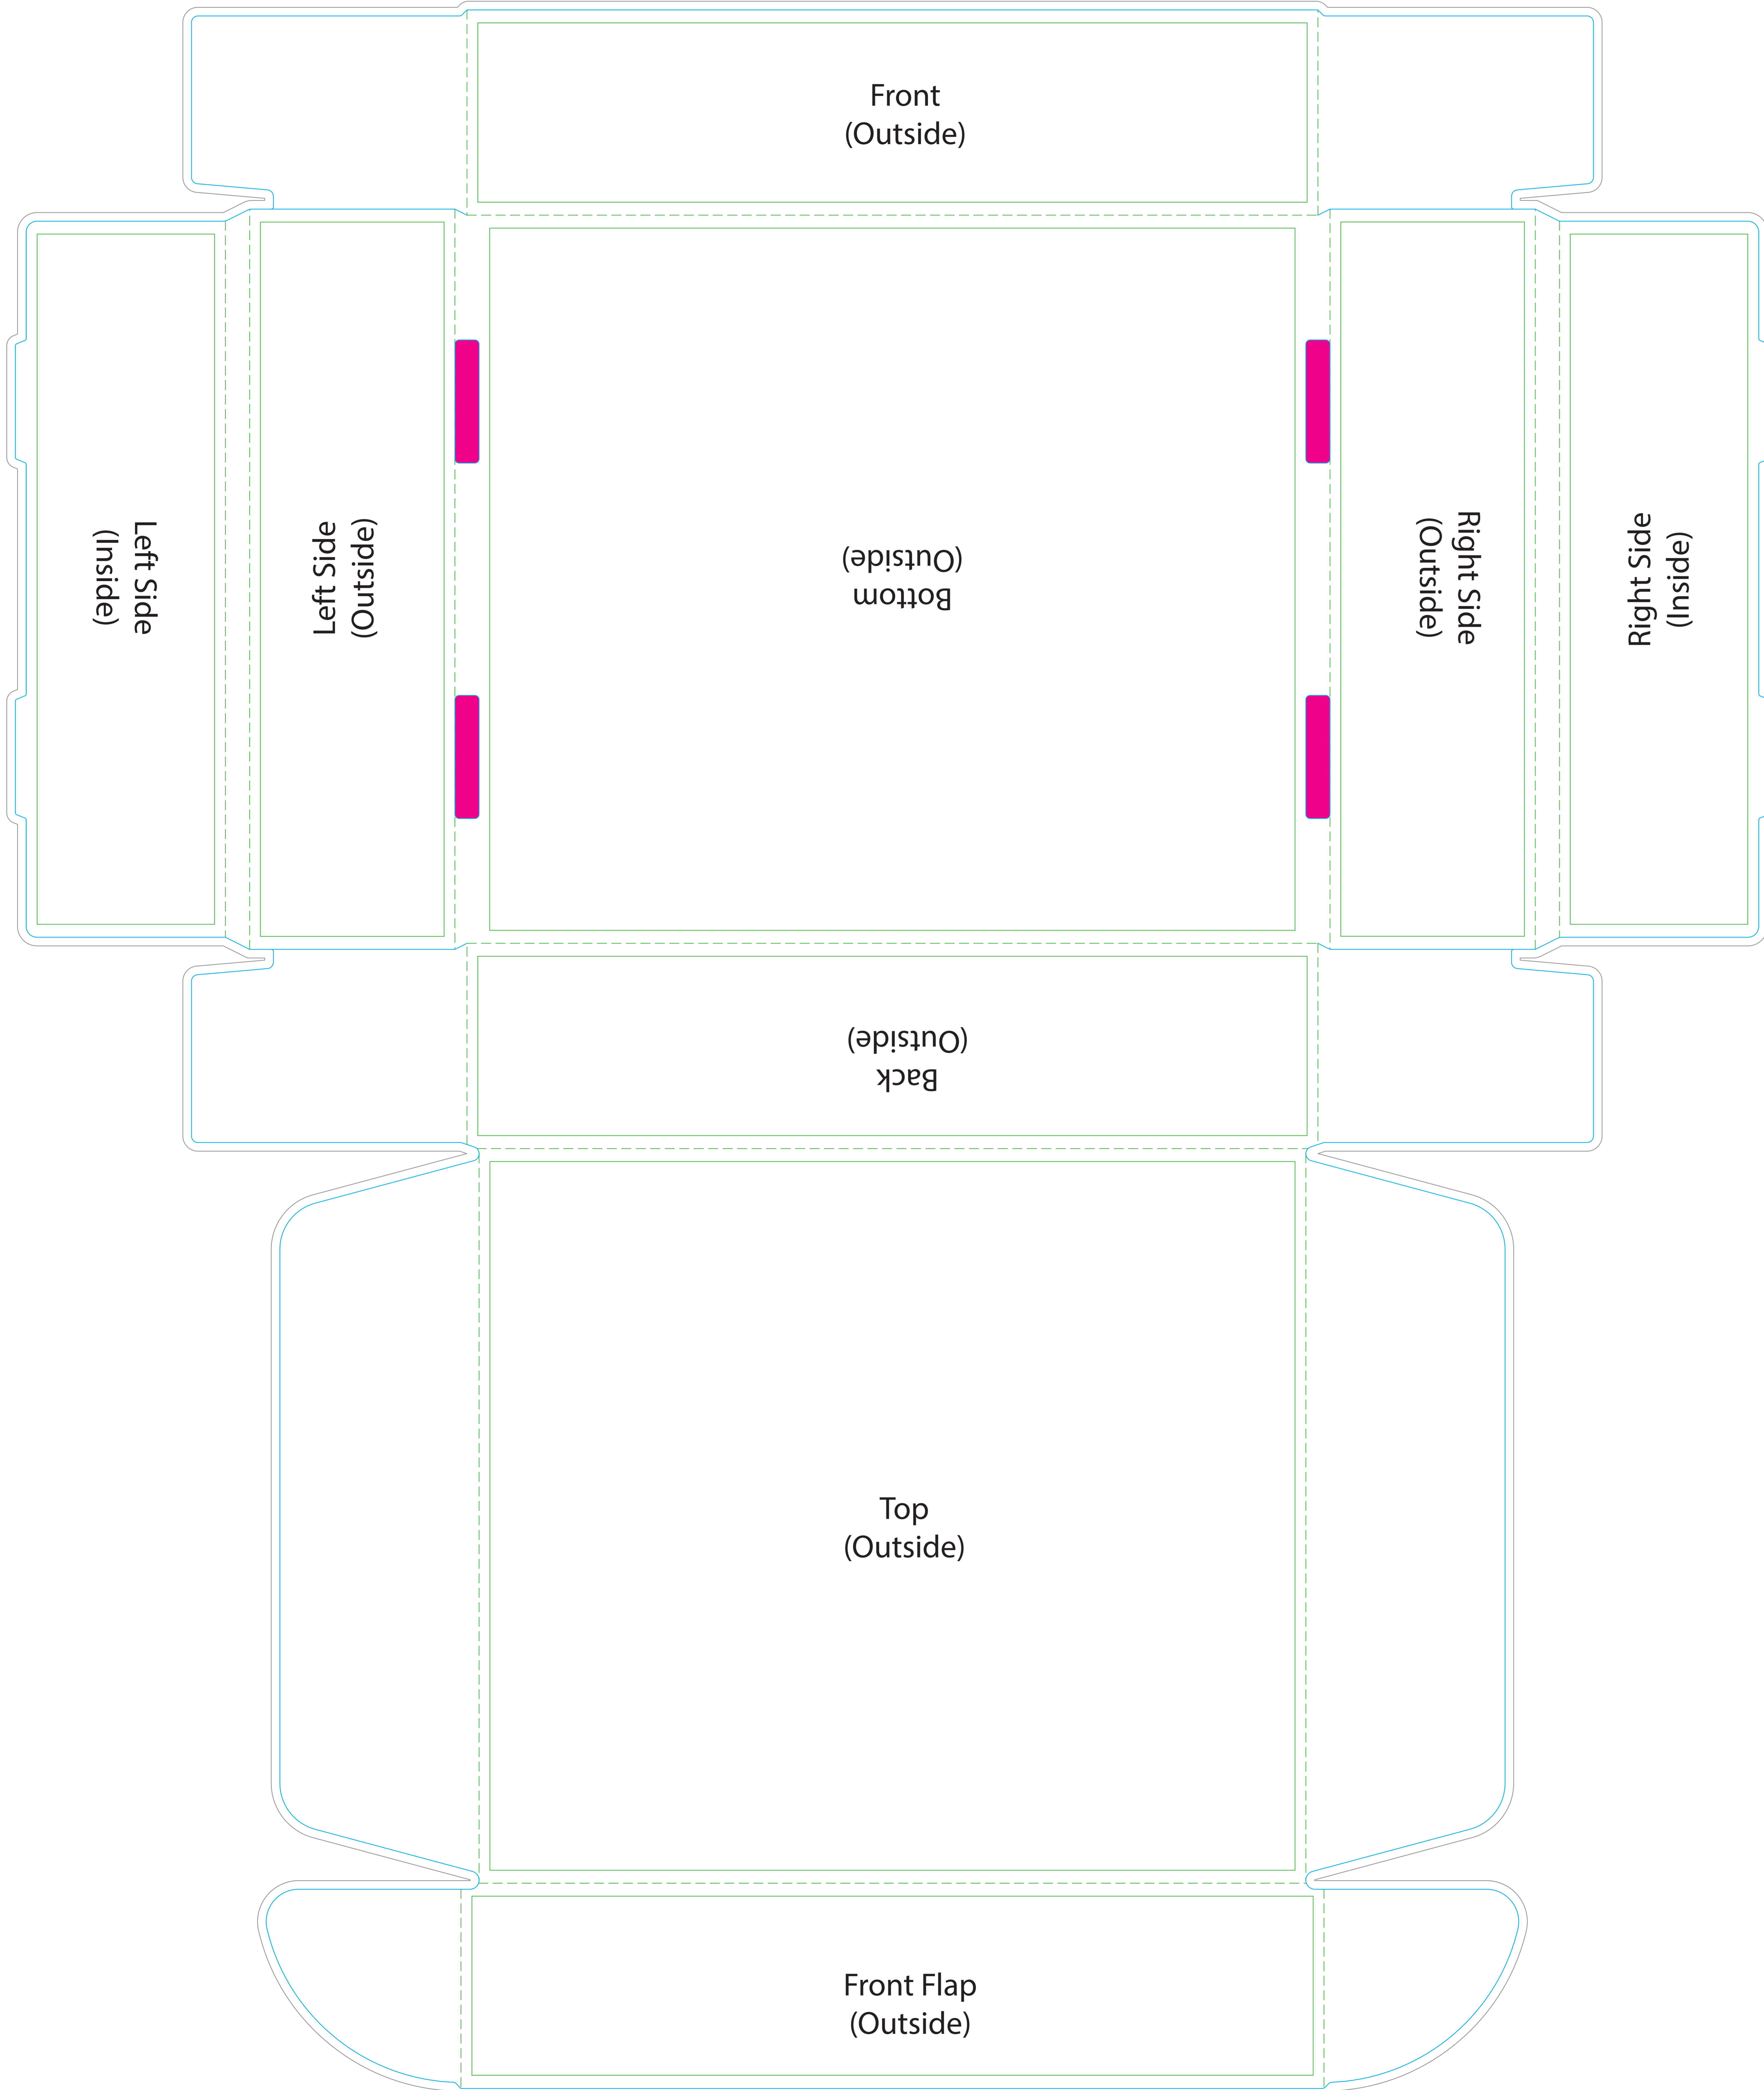 Front
(Outside)
Left Side
(Inside)
Left Side
(Outside)
Bottom
(Outside)
Right Side
(Outside)
Right Side
(Inside)
Back
(Outside)
Top
(Outside)
Front Flap
(Outside)